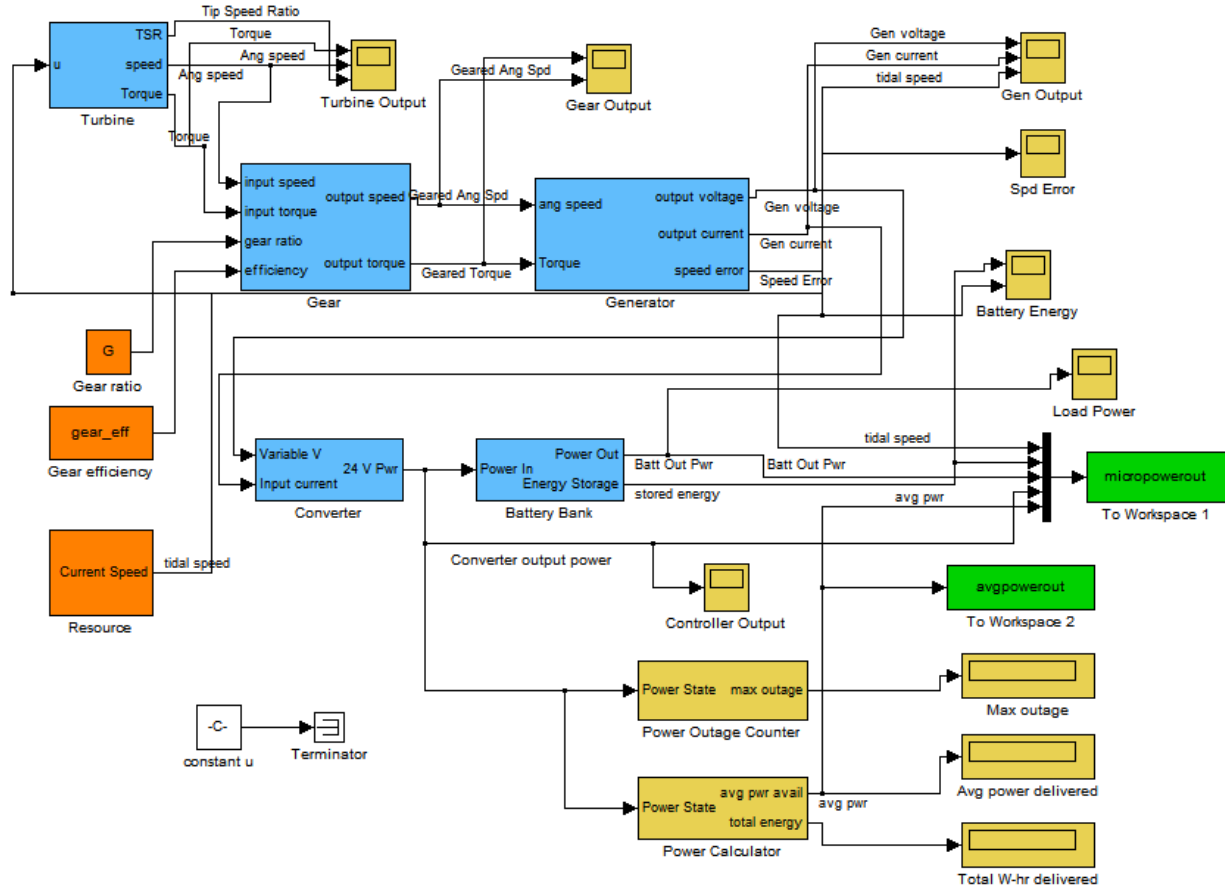 Tip Speed Ratio
TSR
Torque
Gen voltage
Ang speed
Gen current
u
speed
Ang speed
Geared Ang Spd
tidal speed
Torque
Turbine Output
Gear Output
Gen Output
Turbine
Torque
input speed
output speed
Geared Ang Spd
ang speed
output voltage
Gen voltage
Spd Error
input torque
gear ratio
output current
Gen current
efficiency
output torque
Geared Torque
Torque
speed error
Speed Error
Gear
Generator
Battery Energy
G
Gear ratio
Load Power
gear_eff
Gear efficiency
tidal speed
Variable V
24 V Pwr
Input current
Converter
Power In
Power Out
Energy Storage
Battery Bank
Batt Out Pwr
Batt Out Pwr
stored energy
avg pwr
micropowerout
To Workspace 1
Current Speed
tidal speed
Resource
Converter output power
Controller Output
avgpowerout
To Workspace 2
Power State
max outage
Power Outage Counter
Max outage
-C-
constant u
Terminator
Power State
avg pwr avail
total energy
avg pwr
Power Calculator
Avg power delivered
Total W-hr delivered